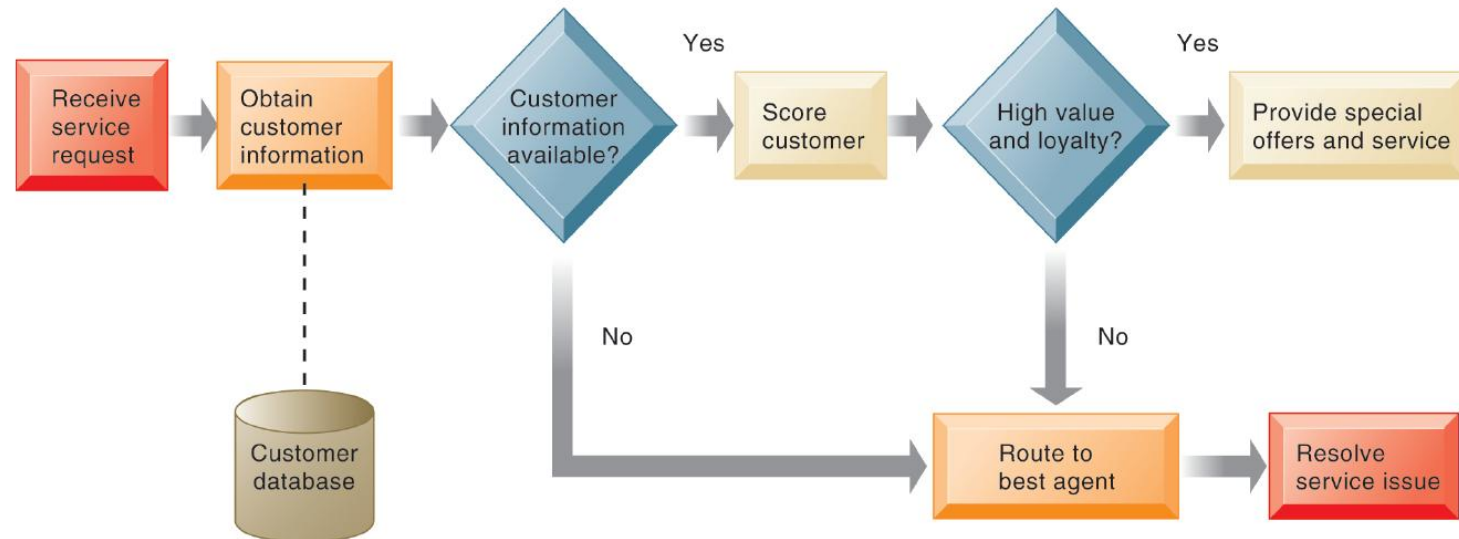 Receive
service
request
Obtain
customer
information
Customer
information
available?
Yes
Score
customer
High value
and loyalty?
Yes
Provide special
offers and service
No
No
Customer
database
Route to
best agent
Resolve
service issue